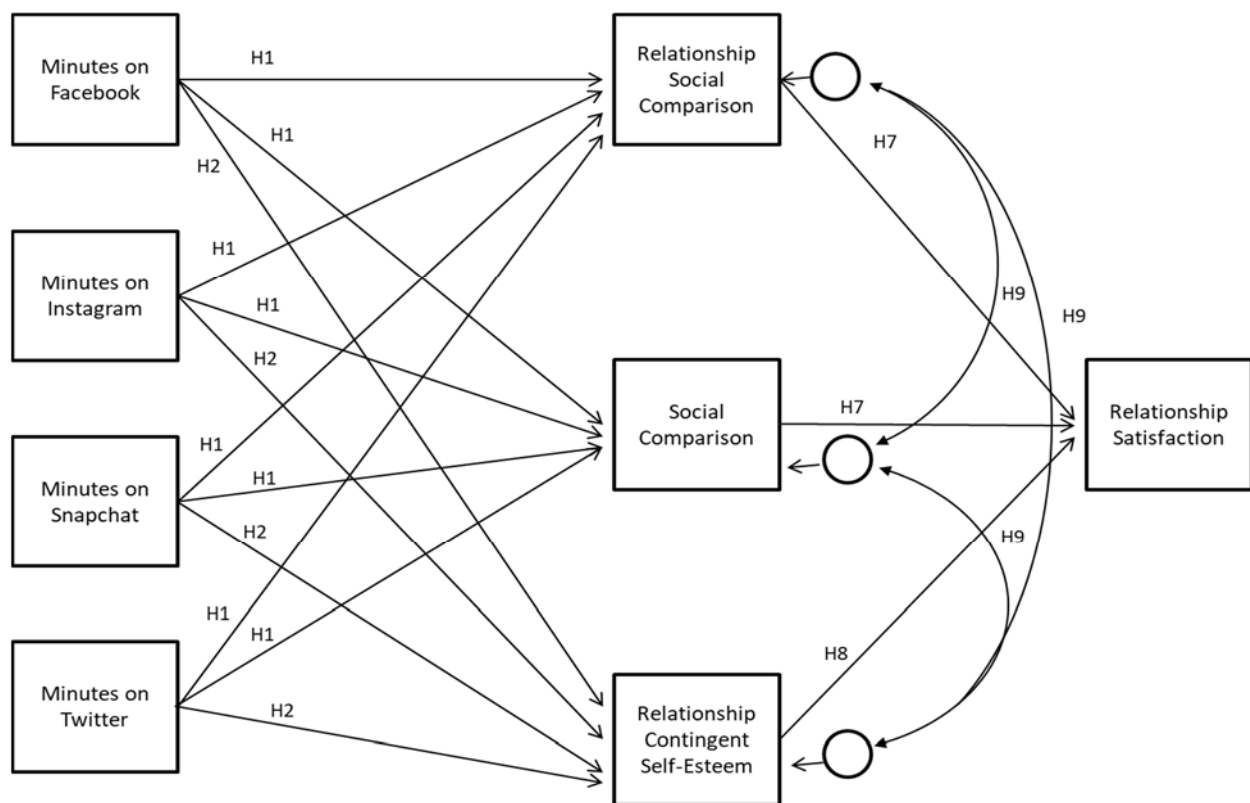 Minutes on
Facebook
H1
H1
H2
Relationship
Social
Comparison
H7
Minutes on
Instagram
H1
H1
H2
H9
H9
Social
Comparison
H7
Relationship
Satisfaction
Minutes on
Snapchat
H1
H1
H2
H9
Minutes on
Twitter
H1
H1
H2
Relationship
Contingent
Self-Esteem
H8